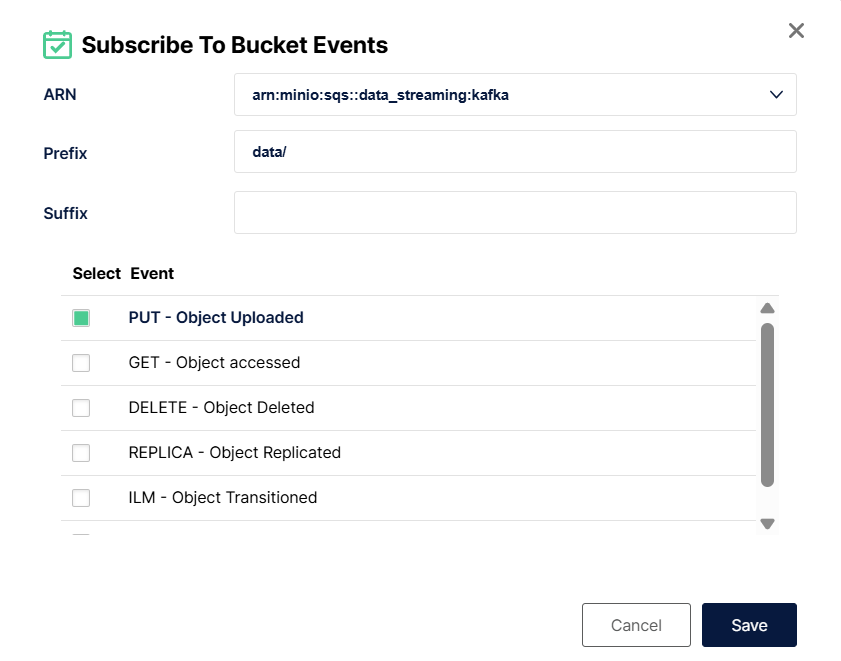 Subscribe To Bucket Events
ARN
arn:minio:sqs::data_streaming:kafka
Prefix
data/
Suffix
Select Event
PUT - Object Uploaded
GET - Object accessed
DELETE - Object Deleted
REPLICA - Object Replicated
ILM - Object Transitioned
Cancel
Save